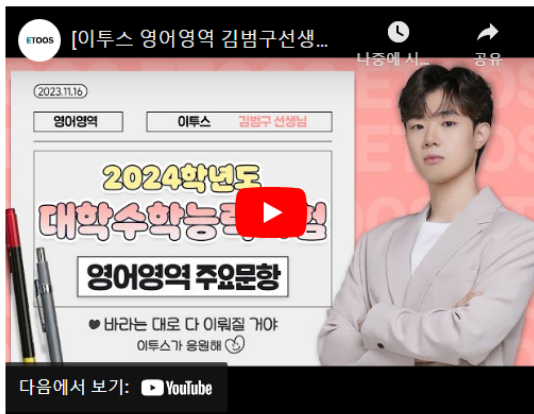 ETOOS
[이투스 영어영역 김범구선생...
나중에 시...
공유
2023.11.16
영어영역
이투스 김범구 선생님
2024학년도
대학수학능력시험
영어영역 주요문항
바라는 대로 다 이뤄질 거야
이투스가 응원해
다음에서 보기: YouTube